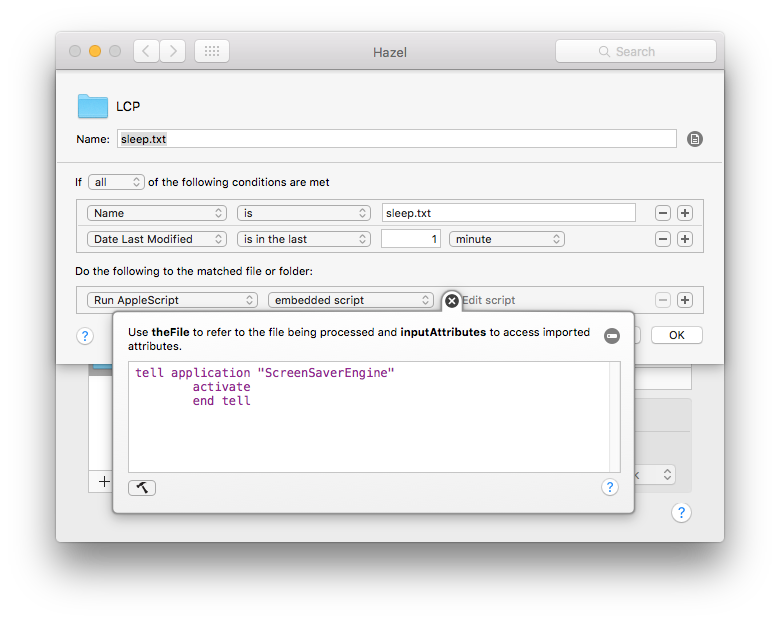 Hazel
Search
LCP
Name: sleep.txt
If all of the following conditions are met
Name is sleep.txt
Date Last Modified is in the last 1 minute
Do the following to the matched file or folder:
Run AppleScript embedded script Edit script
? OK
Use theFile to refer to the file being processed and inputAttributes to access imported
attributes.
tell application "ScreenSaverEngine"
activate
end tell
?
?